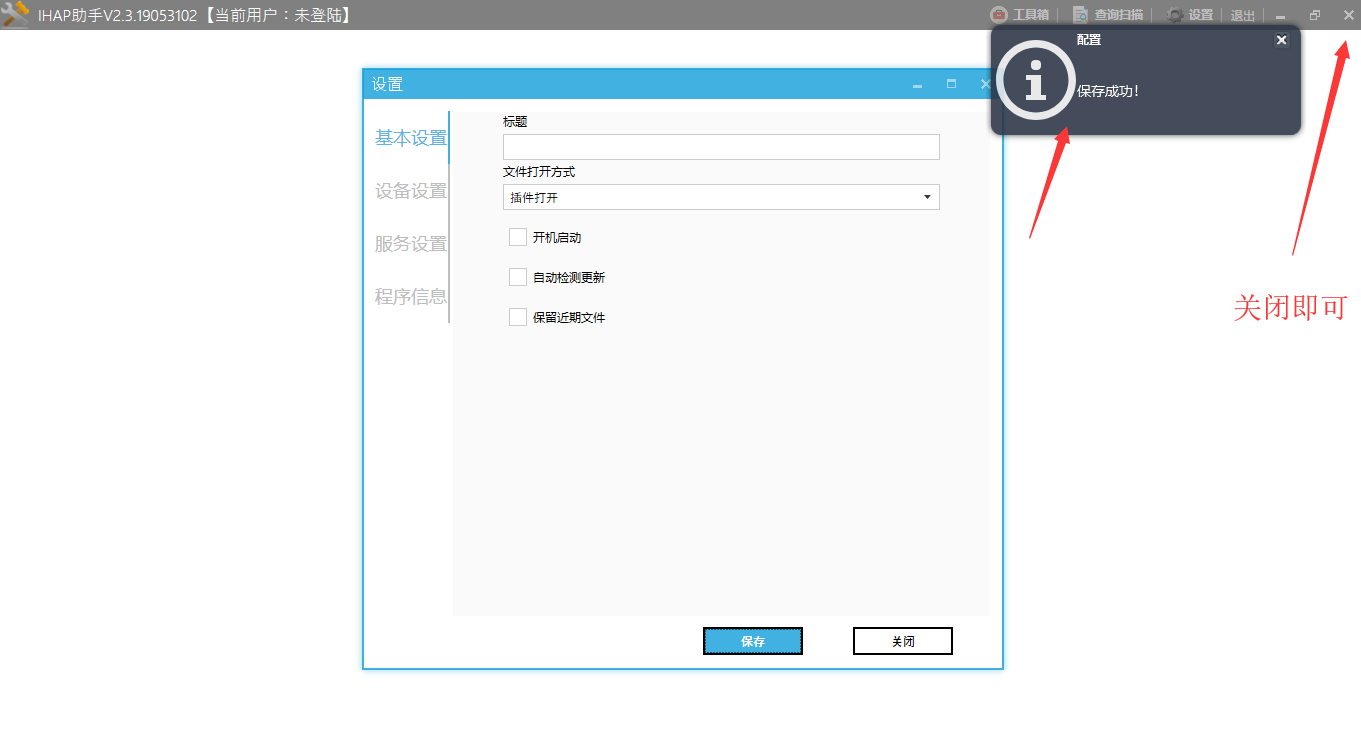 IHAP助手V2.3.19053102【当前用户：未登陆】
工具箱 查询扫描 设置 退出
配置
保存成功!
设置
基本设置
设备设置
服务设置
程序信息
标题
文件打开方式
插件打开
开机启动
自动检测更新
保留近期文件
关闭即可
保存 关闭